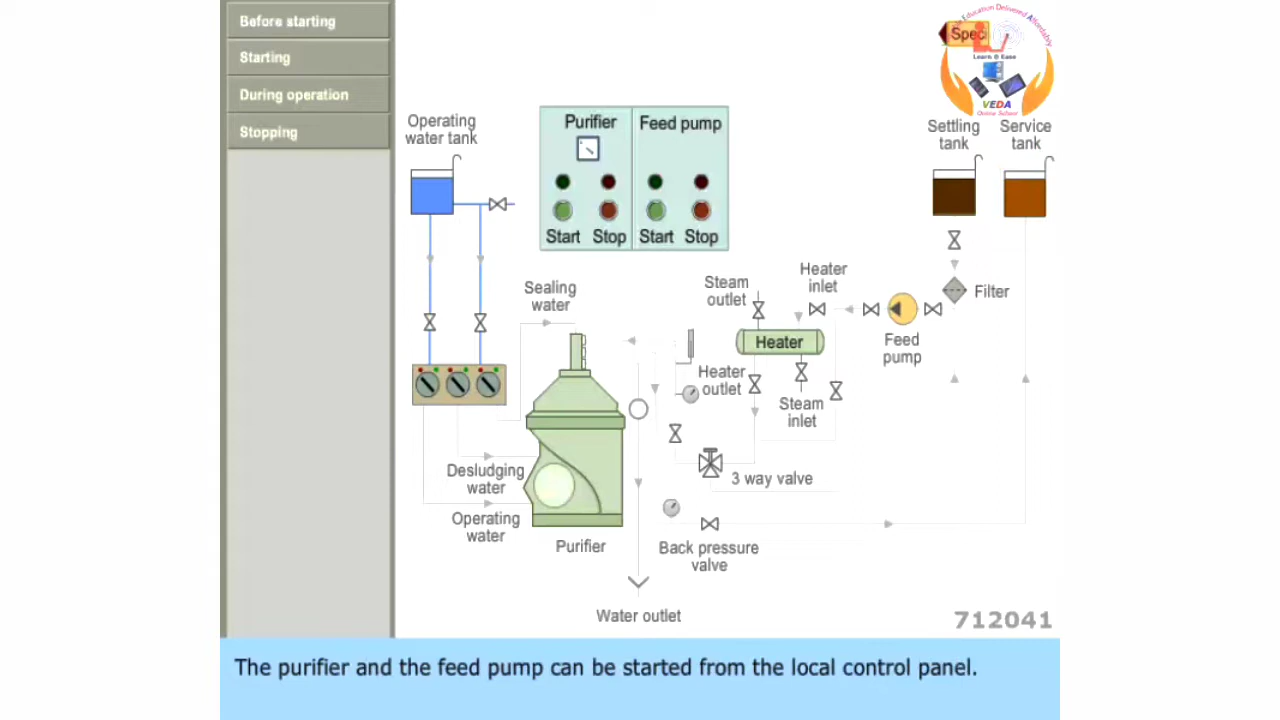 Before starting
Starting
During operation
Stopping
Operating
water tank
Purifier
Feed pump
Start
Stop
Start
Stop
Learn @ Ease
VEDA
Settling
tank
Service
tank
Sealing
water
Steam
outlet
Heater
inlet
Filter
Heater
Feed
pump
Heater
outlet
Steam
inlet
Desludging
water
3 way valve
Operating
water
Purifier
Back pressure
valve
Water outlet
712041
The purifier and the feed pump can be started from the local control panel.